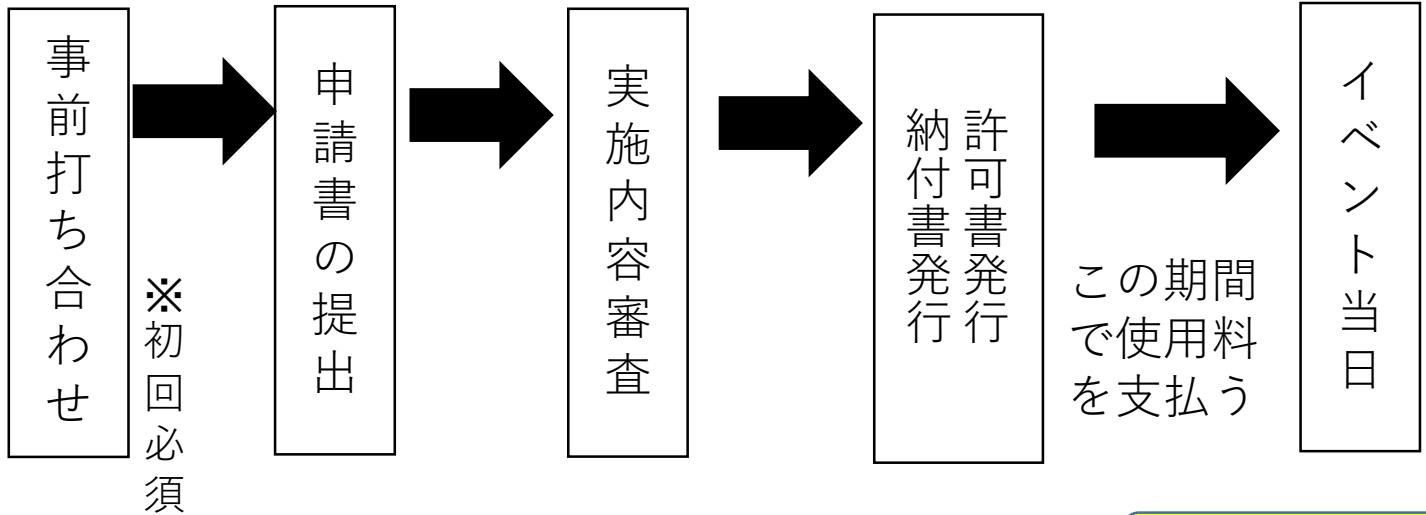 事前打ち合わせ
※初回必須
申請書の提出
実施内容審査
許可書発行
納付書発行
この期間
で使用料
を支払う
イベント当日